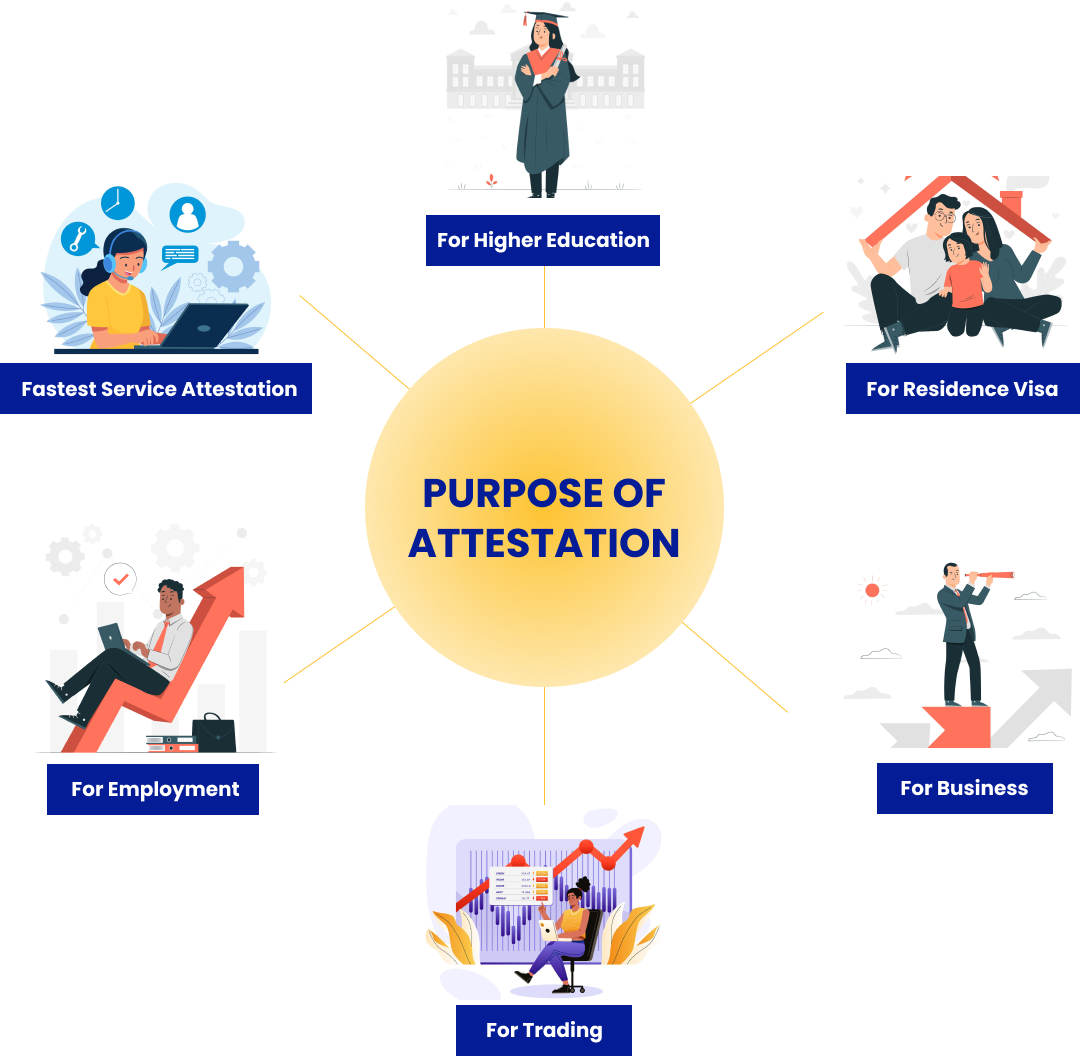 For Higher Education
Fastest Service Attestation
For Residence Visa
PURPOSE OF
ATTESTATION
For Employment
For Business
For Trading